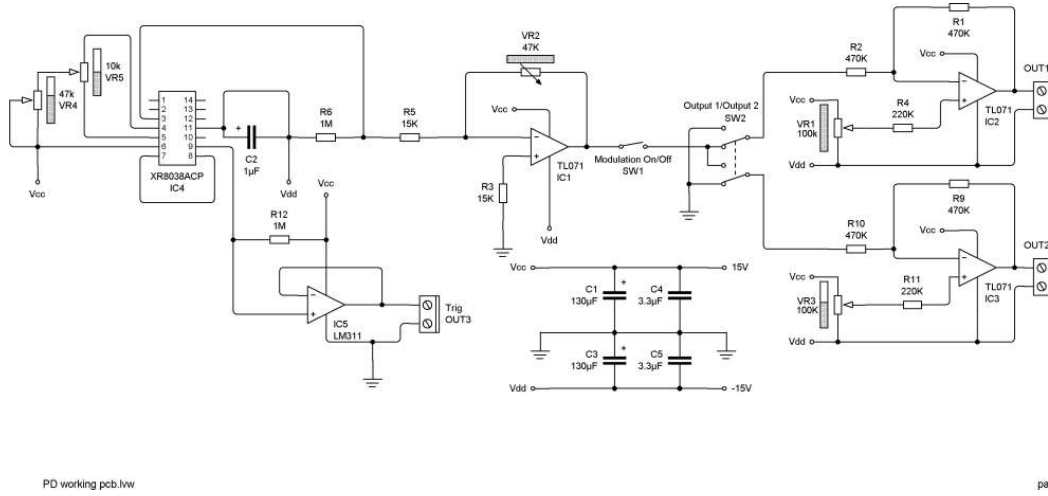 47k
VR4
10k
VR5
1
2
3
4
5
6
7
14
13
12
11
10
9
8
XR8038ACP
IC4
Vcc
+
C2
1µF
Vdd
R6
1M
R5
15K
R12
1M
Vcc
−
+
IC5
LM311
Trig
OUT3
VR2
47K
Vcc
−
+
TL071
IC1
R3
15K
Vdd
Modulation On/Off
SW1
Output 1/Output 2
SW2
R1
470K
R2
470K
Vcc
−
+
TL071
IC2
OUT1
Vcc
VR1
100k
R4
220K
Vdd
R9
470K
R10
470K
Vcc
−
+
TL071
IC3
OUT2
Vcc
VR3
100K
R11
220K
Vdd
Vcc
15V
C1
130µF
+
C4
3.3µF
C3
130µF
+
C5
3.3µF
Vdd
-15V
PD working pcb.lvw
pa